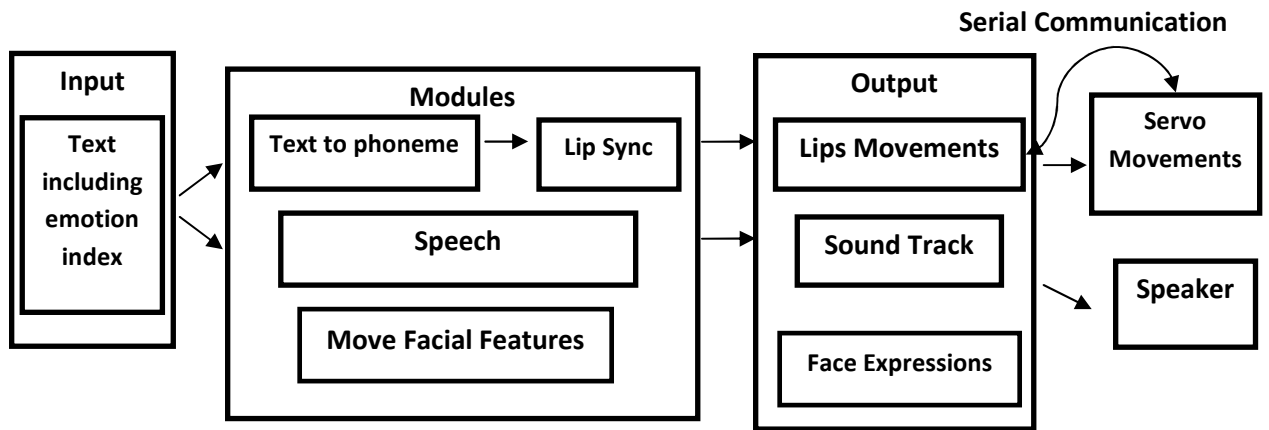 Serial Communication
Input
Text
including
emotion
index
Modules
Text to phoneme
Lip Sync
Speech
Move Facial Features
Output
Lips Movements
Sound Track
Face Expressions
Servo
Movements
Speaker